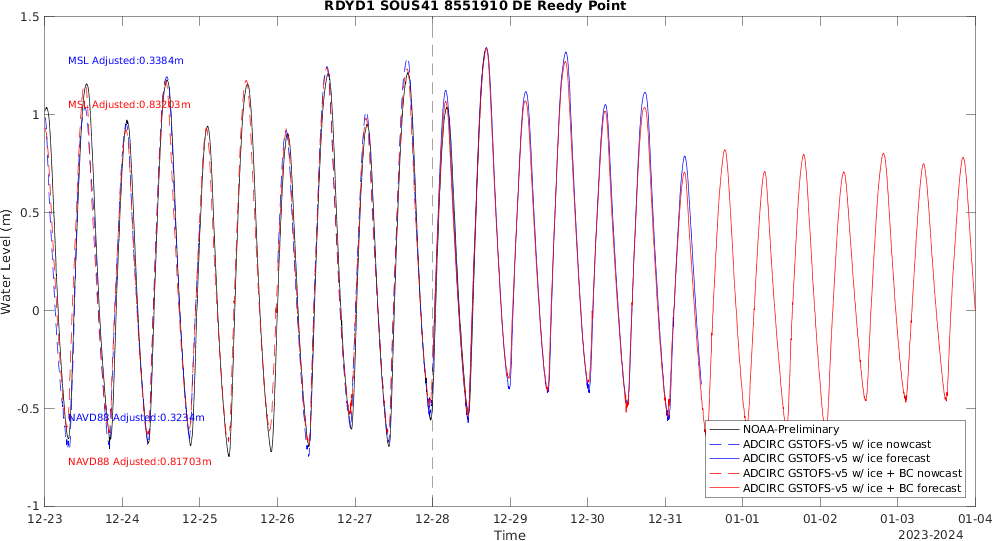 RDYD1 SOUS41 8551910 DE Reedy Point
Water Level (m)
1.5
1
0.5
0
-0.5
-1
MSL Adjusted:0.3384m
MSL Adjusted:0.83203m
NAVD88 Adjusted:0.3234m
NAVD88 Adjusted:0.81703m
NOAA-Preliminary
ADCIRC GSTOFS-v5 w/ ice nowcast
ADCIRC GSTOFS-v5 w/ ice forecast
ADCIRC GSTOFS-v5 w/ ice + BC nowcast
ADCIRC GSTOFS-v5 w/ ice + BC forecast
12-23 12-24 12-25 12-26 12-27 12-28 12-29 12-30 12-31 01-01 01-02 01-03 01-04
Time
2023-2024